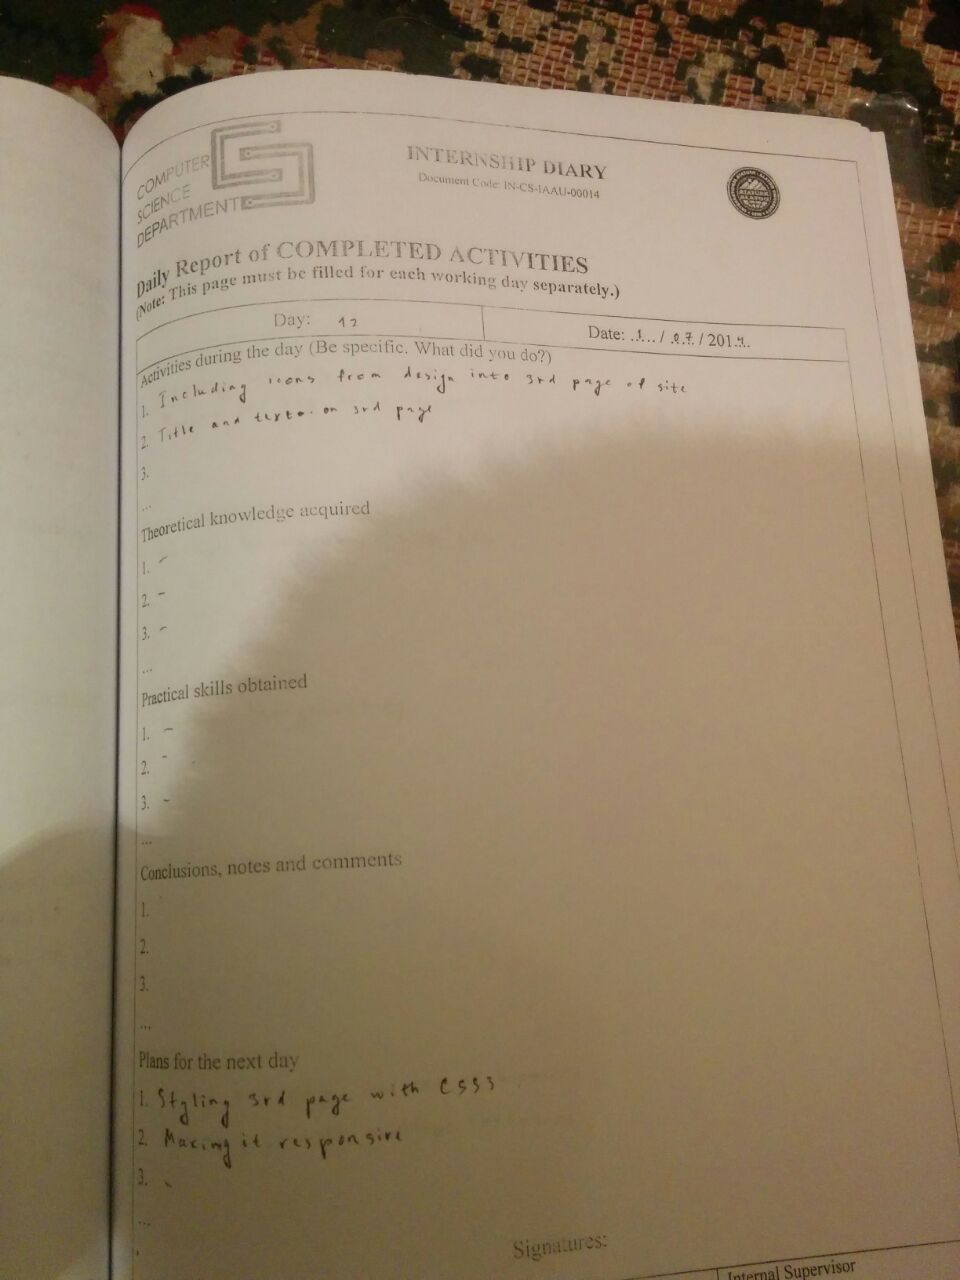 COMPUTER
SCIENCE
DEPARTMENT
INTERNSHIP DIARY
Document Code: IN-CS-IAAU-00014
Daily Report of COMPLETED ACTIVITIES
(Note: This page must be filled for each working day separately.)
Day: 12
Date: ..1.. / .07. / 201
Activities during the day (Be specific. What did you do?)
1. Including icons from design into 3rd page of site
2. Title and texts on 3rd page
3.
...
Theoretical knowledge acquired
1. -
2. -
3. -
...
Practical skills obtained
1. -
2. -
3. -
...
Conclusions, notes and comments
1.
2.
3.
...
Plans for the next day
1. Styling 3rd page with CSS3
2. Making it responsive
3.
...
Signatures:
Internal Supervisor